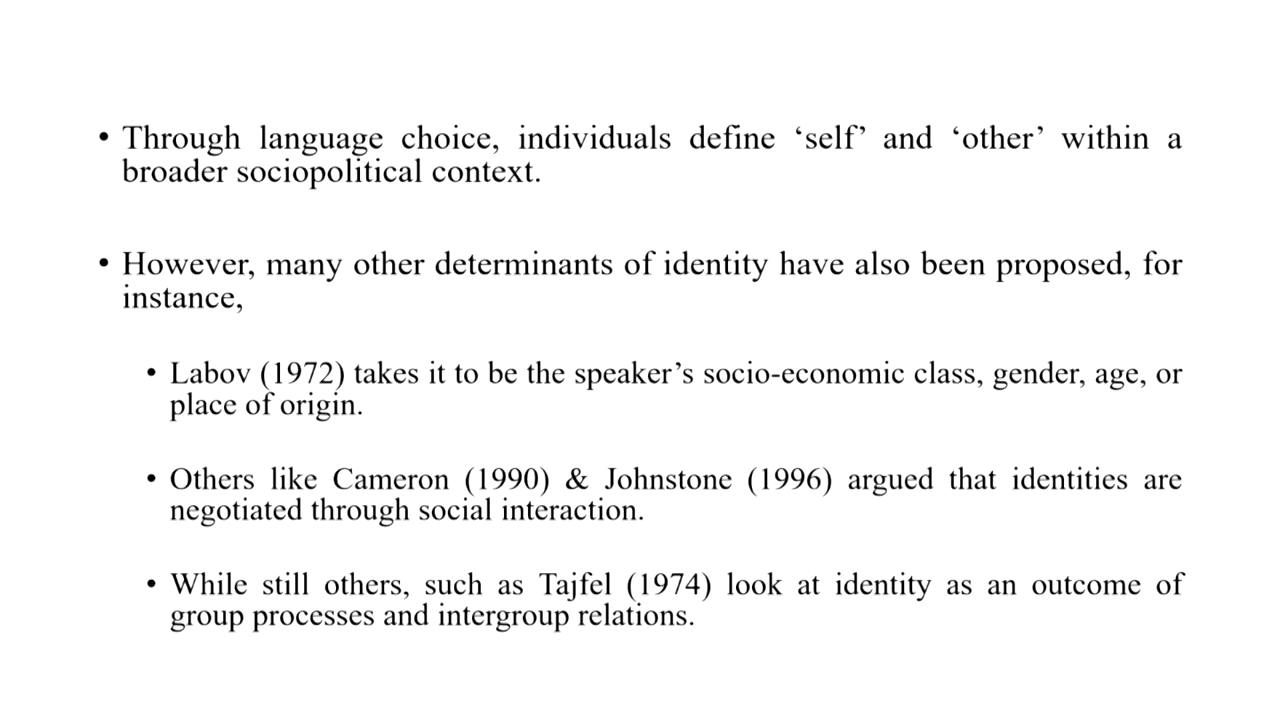 • Through language choice, individuals define ‘self’ and ‘other’ within a
broader sociopolitical context.
• However, many other determinants of identity have also been proposed, for
instance,
• Labov (1972) takes it to be the speaker’s socio-economic class, gender, age, or
place of origin.
• Others like Cameron (1990) & Johnstone (1996) argued that identities are
negotiated through social interaction.
• While still others, such as Tajfel (1974) look at identity as an outcome of
group processes and intergroup relations.